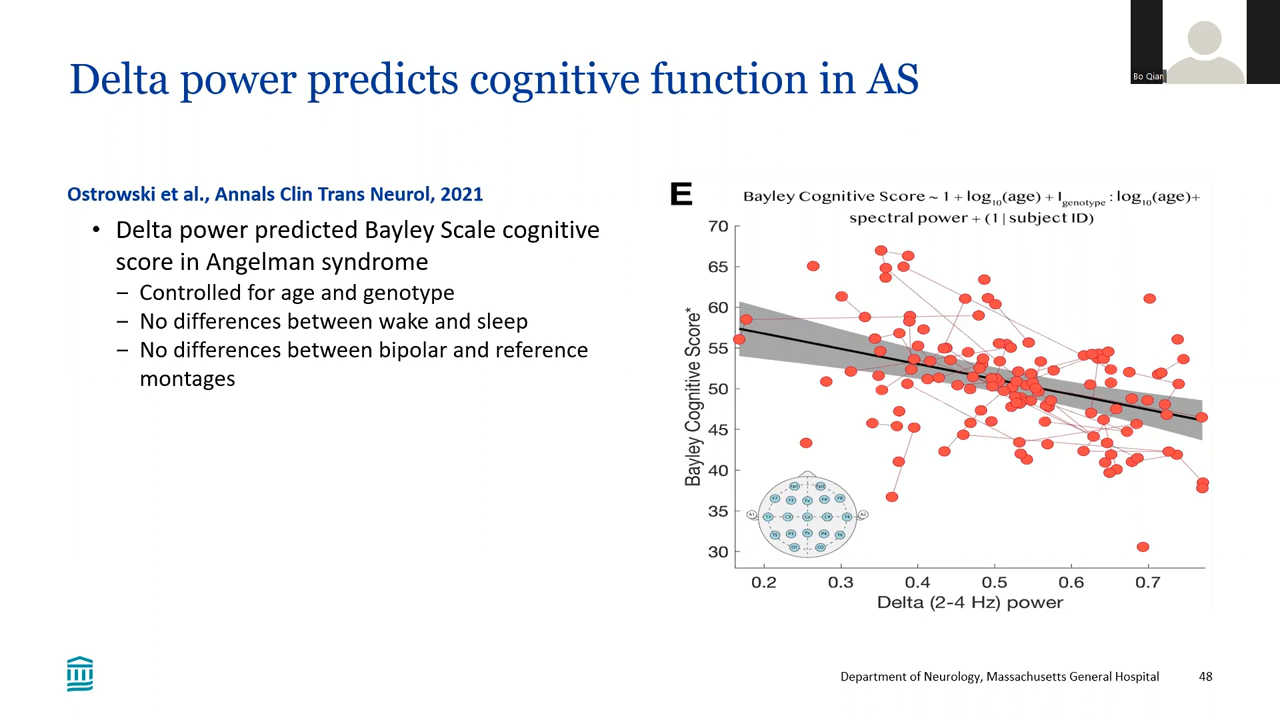 Delta power predicts cognitive function in AS
Bo Qian
Ostrowski et al., Annals Clin Trans Neurol, 2021
• Delta power predicted Bayley Scale cognitive
score in Angelman syndrome
– Controlled for age and genotype
– No differences between wake and sleep
– No differences between bipolar and reference
montages
E
Bayley Cognitive Score ~ 1 + log10(age) + Igenotype : log10(age)+
spectral power + (1 | subject ID)
Bayley Cognitive Score*
70
65
60
55
50
45
40
35
30
0.2 0.3 0.4 0.5 0.6 0.7
Delta (2-4 Hz) power
A1
A2
Department of Neurology, Massachusetts General Hospital 48